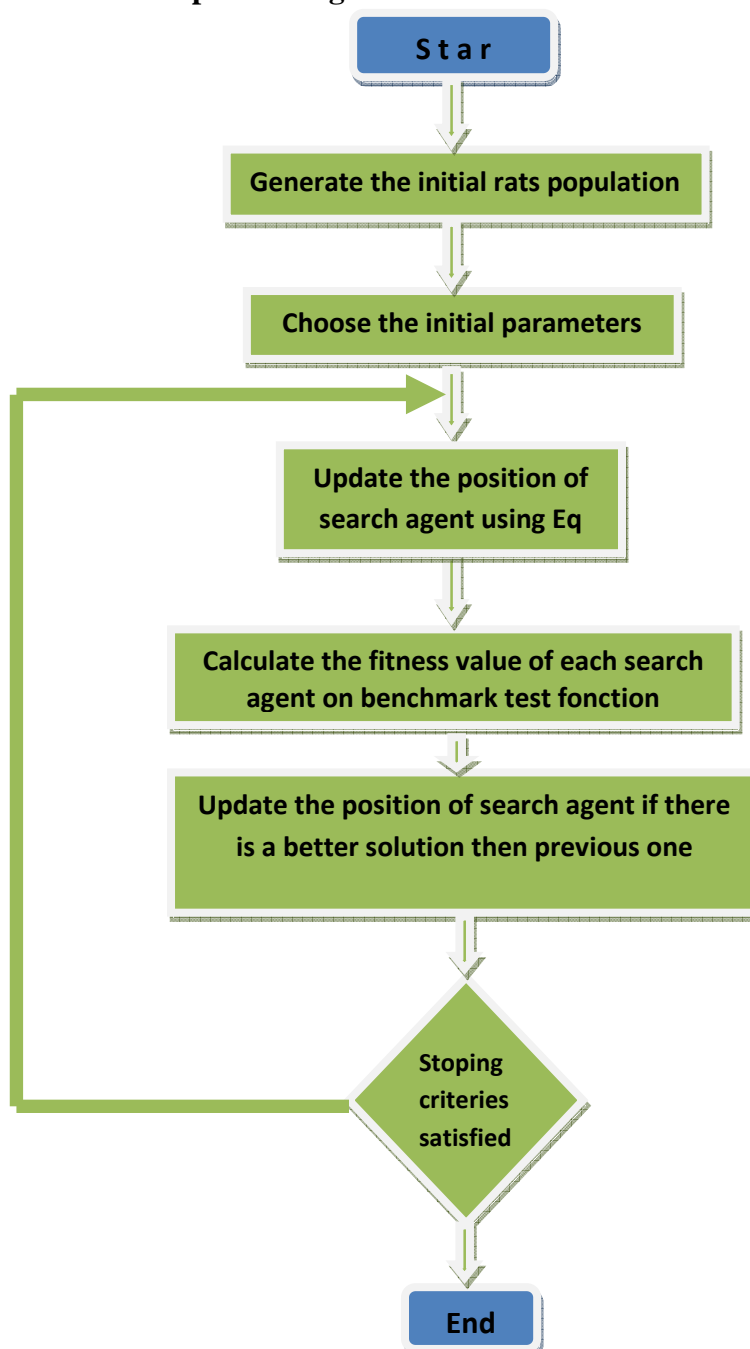 S t a r
Generate the initial rats population
Choose the initial parameters
Update the position of
search agent using Eq
Calculate the fitness value of each search
agent on benchmark test fonction
Update the position of search agent if there
is a better solution then previous one
Stoping
criteries
satisfied
End